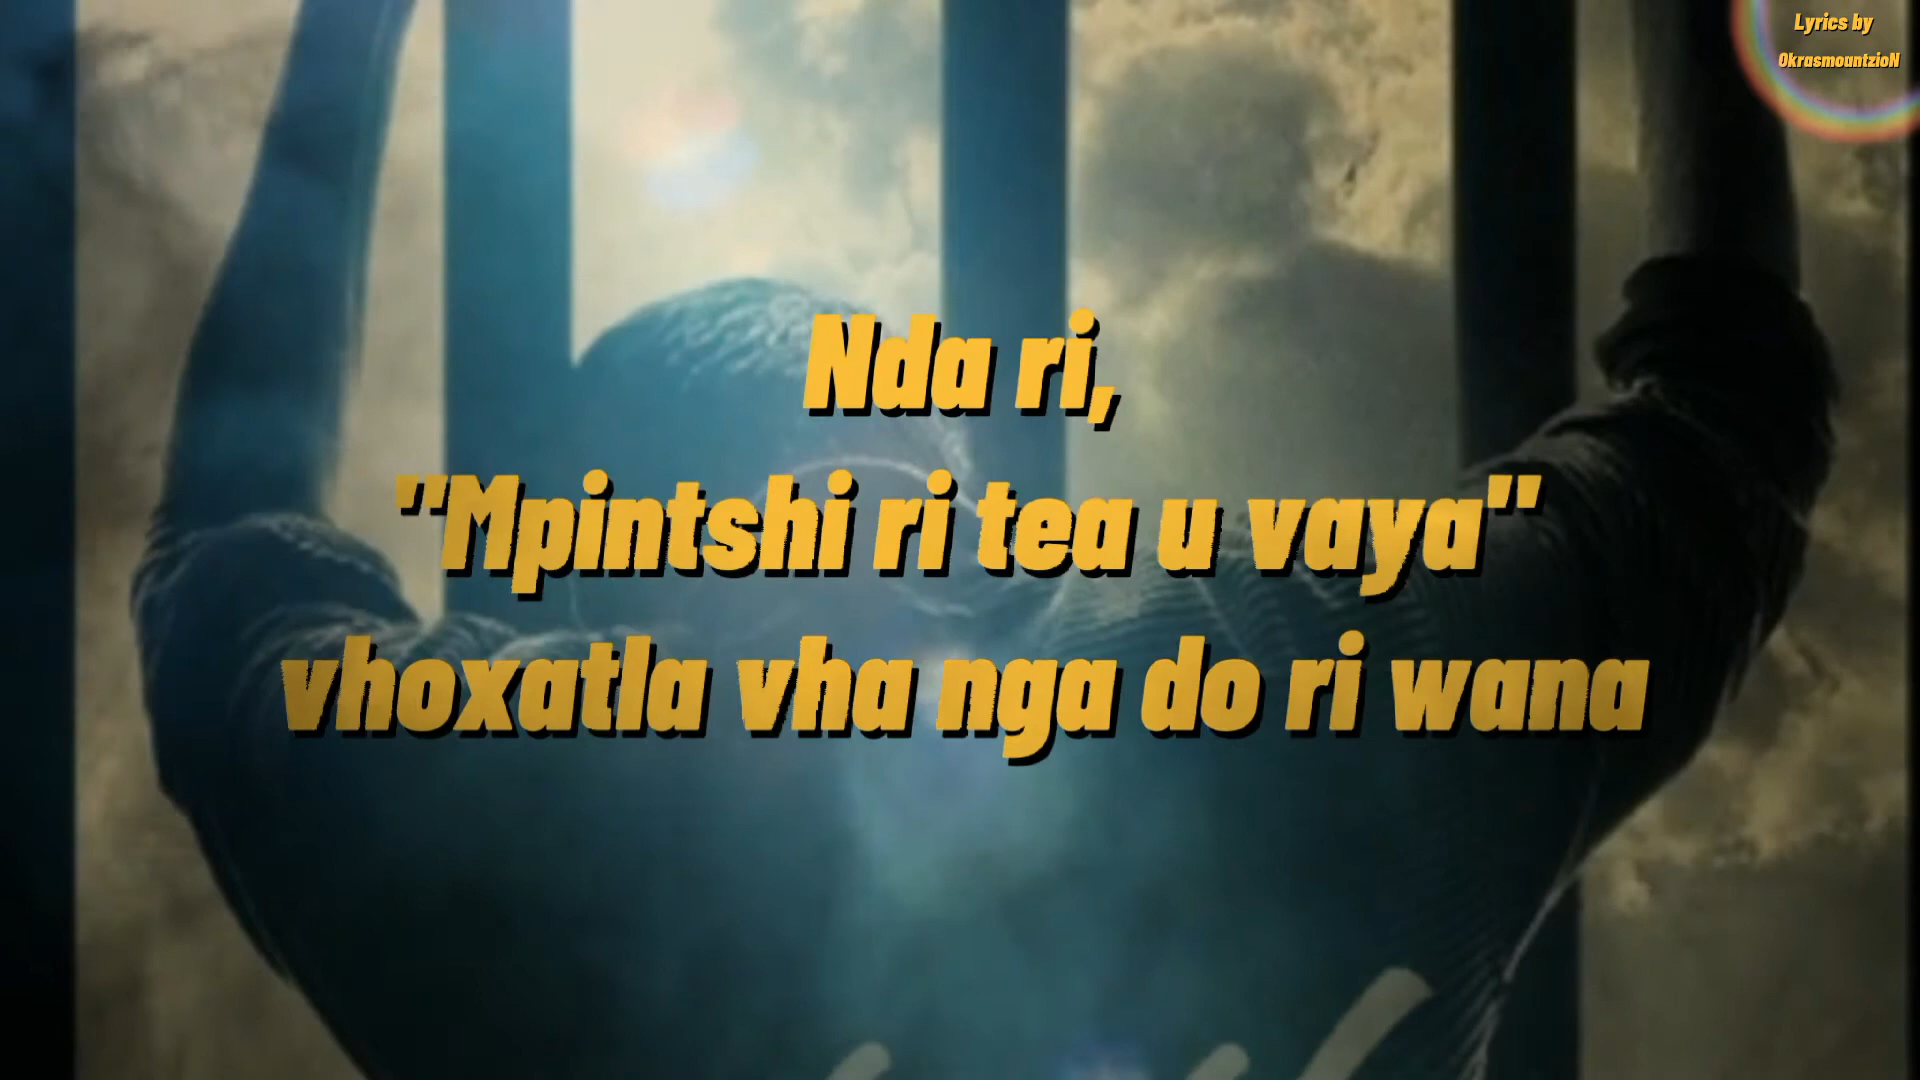 Lyrics by
OkrasmountzioN
Nda ri,
"Mpintshi ri tea u vaya"
vhoxatla vha nga do ri wana